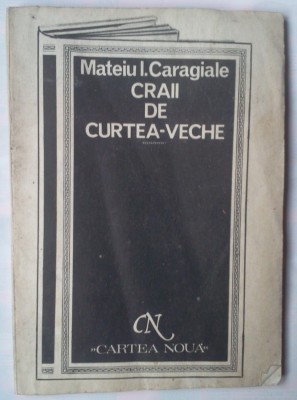 Mateiu I. Caragiale
CRAII
DE
CURTEA-VECHE
CN
„CARTEA NOUĂ“